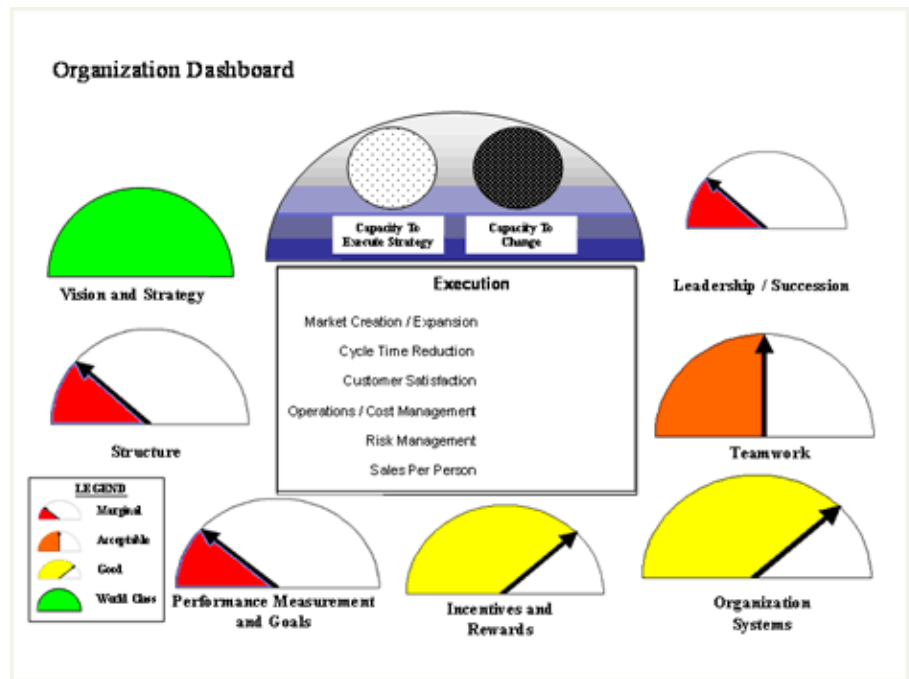 Organization Dashboard
Capacity To
Execute Strategy
Capacity To
Change
Vision and Strategy
Leadership / Succession
Execution
Market Creation / Expansion
Cycle Time Reduction
Customer Satisfaction
Operations / Cost Management
Risk Management
Sales Per Person
Structure
Teamwork
LEGEND
Marginal
Acceptable
Good
World Class
Performance Measurement
and Goals
Incentives and
Rewards
Organization
Systems